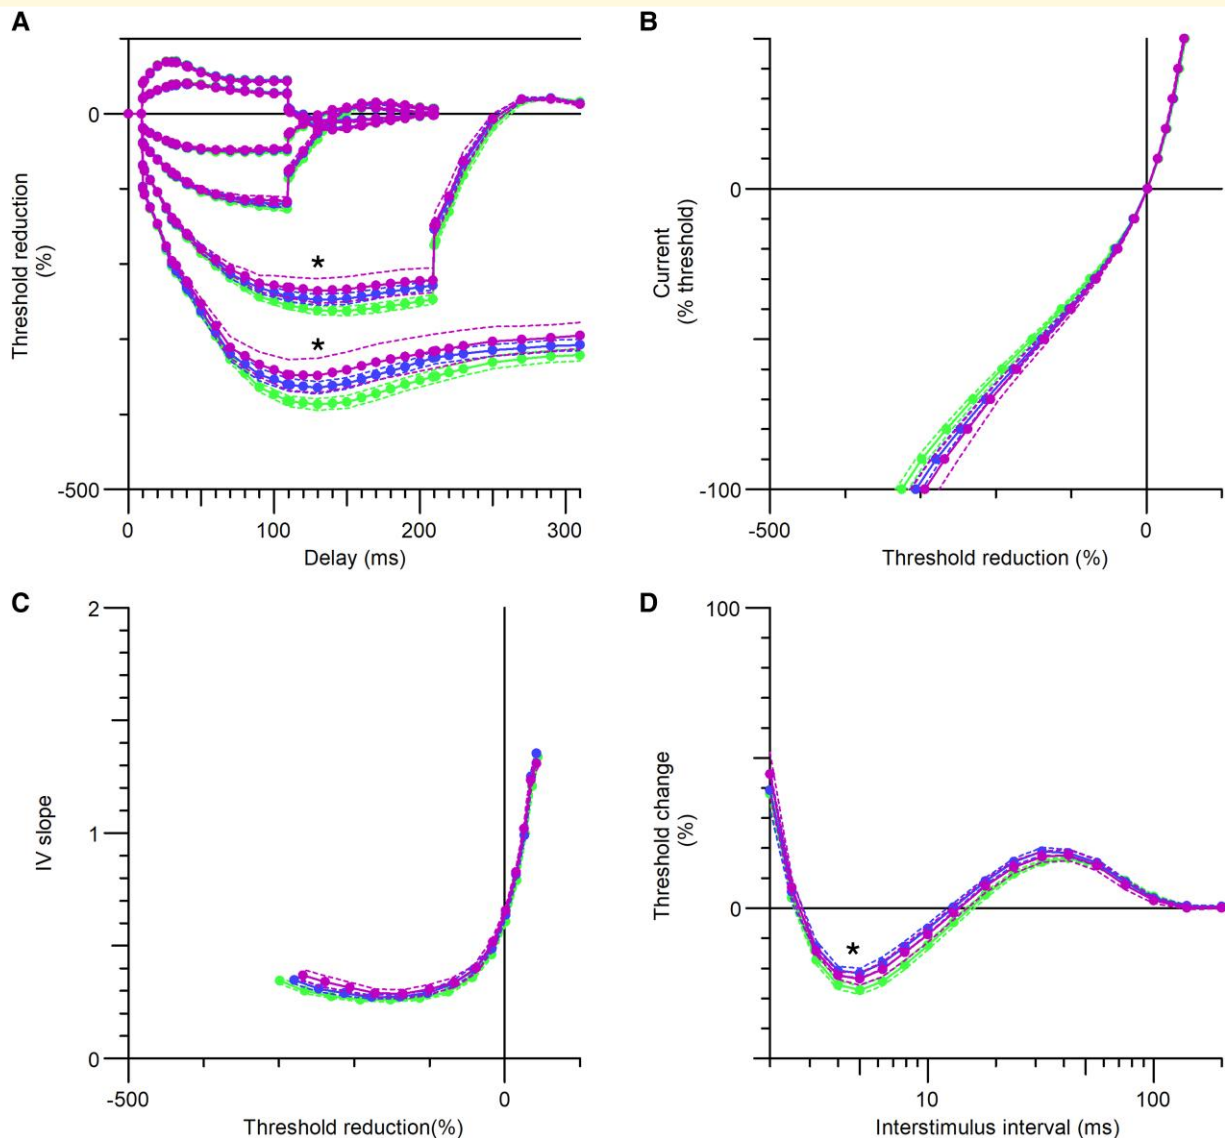 A
0
-500
Threshold reduction
(%)
*
*
0
100
200
300
Delay (ms)
B
0
-100
Current
(% threshold)
-500
0
Threshold reduction (%)
C
2
1
0
IV slope
-500
0
Threshold reduction(%)
D
100
0
Threshold change
(%)
*
10
100
Interstimulus interval (ms)